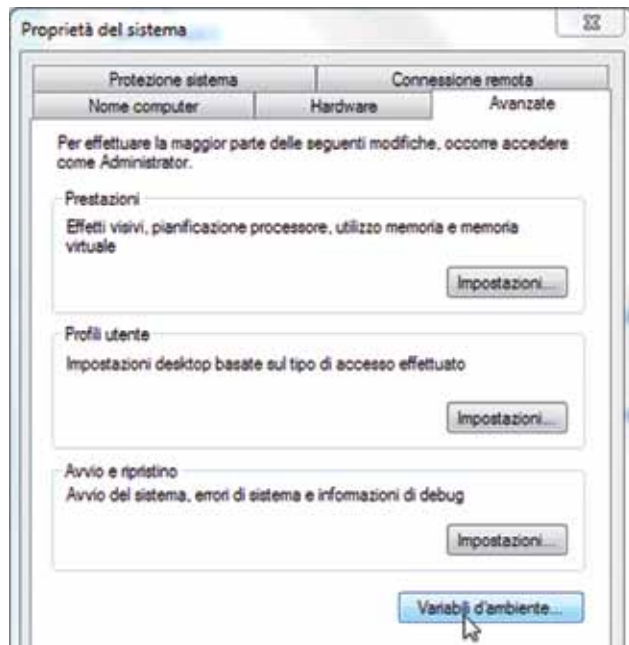 Proprietà del sistema
Protezione sistema Connessione remota
Nome computer Hardware Avanzate
Per effettuare la maggior parte delle seguenti modifiche, occorre accedere
come Administrator.
Prestazioni
Effetti visivi, pianificazione processore, utilizzo memoria e memoria
virtuale
Impostazioni...
Profili utente
Impostazioni desktop basate sul tipo di accesso effettuato
Impostazioni...
Avvio e ripristino
Avvio del sistema, errori di sistema e informazioni di debug
Impostazioni...
Variabili d'ambiente...